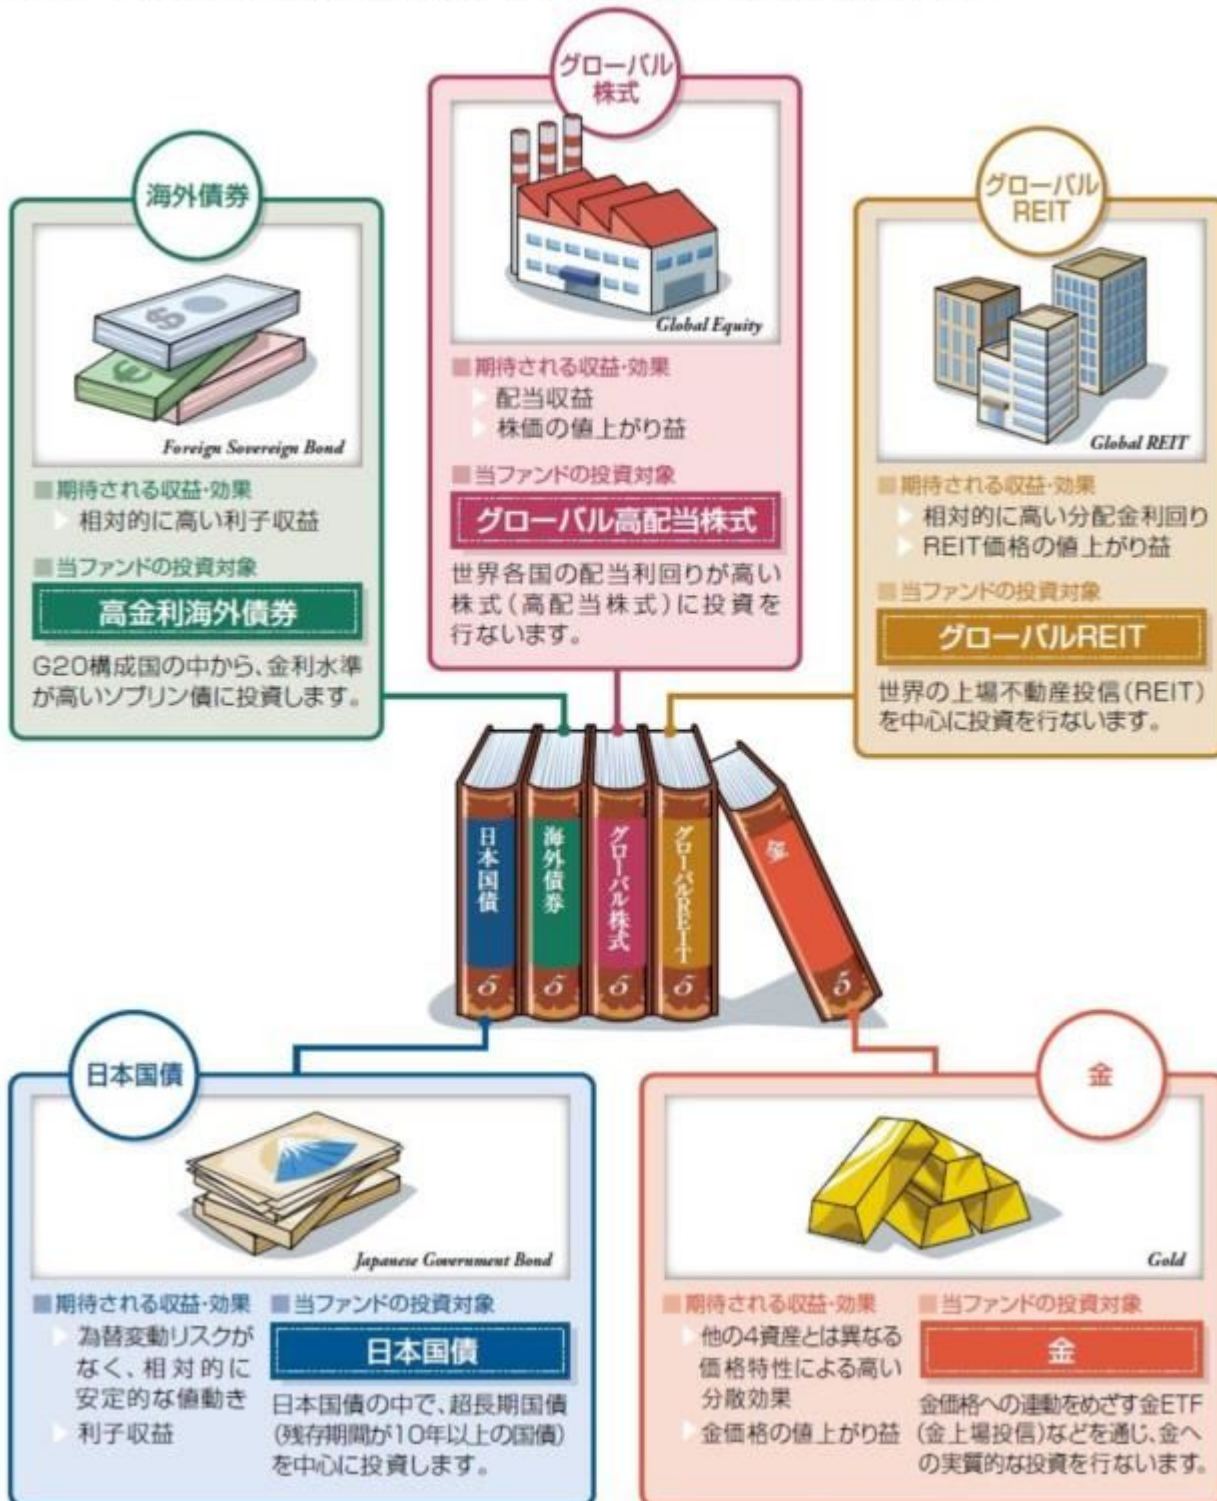 グローバル
株式
Global Equity
■期待される収益・効果
配当収益
株価の値上がり益
■当ファンドの投資対象
グローバル高配当株式
世界各国の配当利回りが高い
株式(高配当株式)に投資を
行ないます。
海外債券
Foreign Sovereign Bond
■期待される収益・効果
相対的に高い利子収益
■当ファンドの投資対象
高金利海外債券
G20構成国の中から、金利水準
が高いソブリン債に投資します。
グローバル
REIT
Global REIT
■期待される収益・効果
相対的に高い分配金利回り
REIT価格の値上がり益
■当ファンドの投資対象
グローバルREIT
世界の上場不動産投信(REIT)
を中心に投資を行ないます。
日本国債
海外債券
グローバル株式
グローバルREIT
金
5
5
5
5
5
日本国債
Japanese Government Bond
■期待される収益・効果
為替変動リスクが
なく、相対的に
安定的な値動き
利子収益
■当ファンドの投資対象
日本国債
日本国債の中で、超長期国債
(残存期間が10年以上の国債)
を中心に投資します。
金
Gold
■期待される収益・効果
他の4資産とは異なる
価格特性による高い
分散効果
金価格の値上がり益
■当ファンドの投資対象
金
金価格への連動をめざす金ETF
(金上場投信)などを通じ、金へ
の実質的な投資を行ないます。